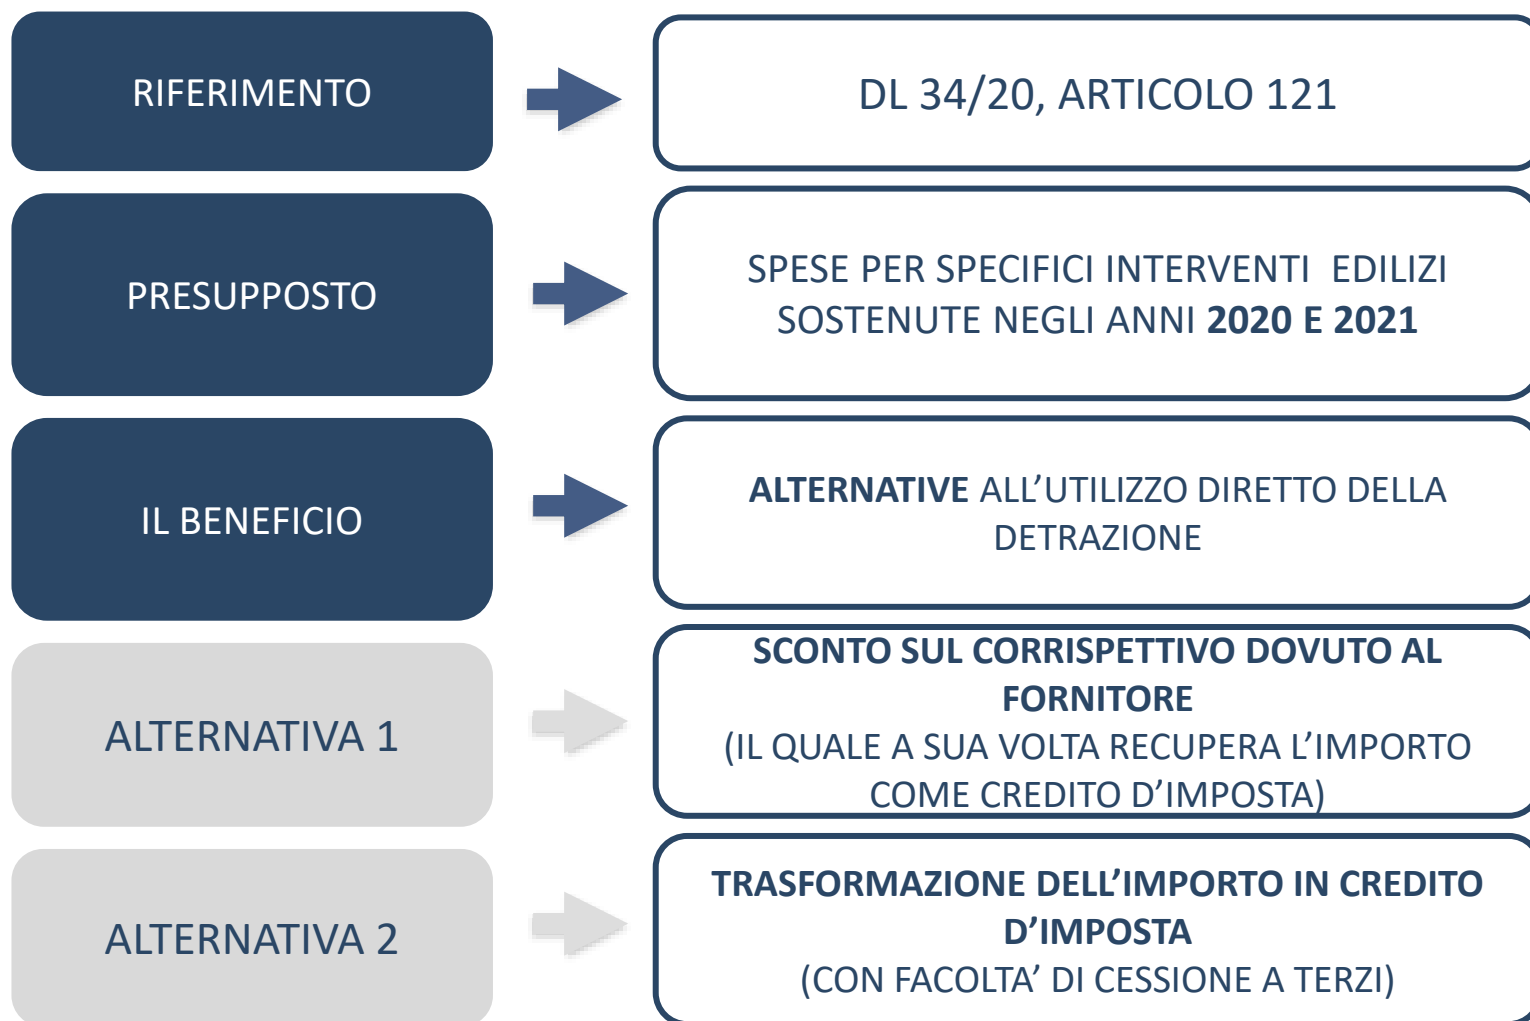 RIFERIMENTO
DL 34/20, ARTICOLO 121
PRESUPPOSTO
SPESE PER SPECIFICI INTERVENTI EDILIZI
SOSTENUTE NEGLI ANNI 2020 E 2021
IL BENEFICIO
ALTERNATIVE ALL’UTILIZZO DIRETTO DELLA
DETRAZIONE
ALTERNATIVA 1
SCONTO SUL CORRISPETTIVO DOVUTO AL
FORNITORE
(IL QUALE A SUA VOLTA RECUPERA L’IMPORTO
COME CREDITO D’IMPOSTA)
ALTERNATIVA 2
TRASFORMAZIONE DELL’IMPORTO IN CREDITO
D’IMPOSTA
(CON FACOLTA’ DI CESSIONE A TERZI)